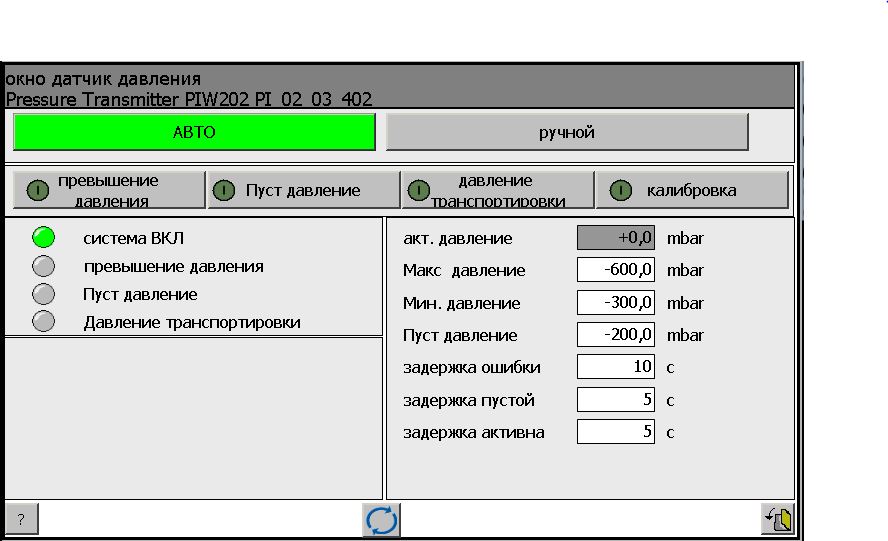 окно датчик давления
Pressure Transmitter PIW202 PI_02_03_402
АВТО
ручной
превышение
давления
Пуст давление
давление
транспортировки
калибровка
система ВКЛ
превышение давления
Пуст давление
Давление транспортировки
акт. давление +0,0 mbar
Макс давление -600,0 mbar
Мин. давление -300,0 mbar
Пуст давление -200,0 mbar
задержка ошибки 10 с
задержка пустой 5 с
задержка активна 5 с
?